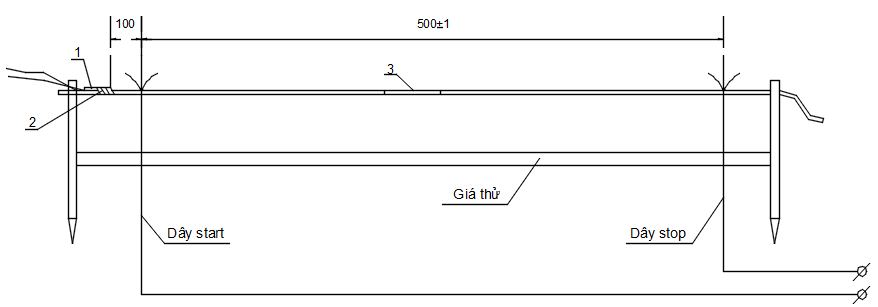 100
500±1
1
3
2
Giá thử
Dây start
Dây stop